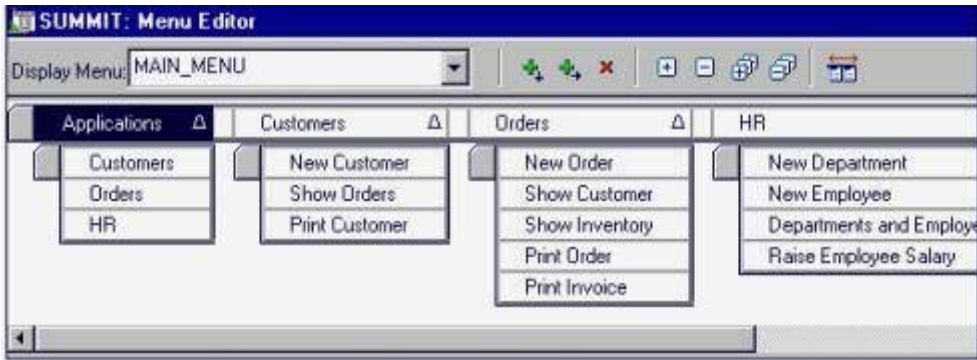 SUMMIT: Menu Editor
Display Menu: MAIN_MENU
Applications Customers Orders HR
Customers New Customer New Order New Department
Orders Show Orders Show Customer New Employee
HR Print Customer Show Inventory Departments and Employe
Print Order Raise Employee Salary
Print Invoice